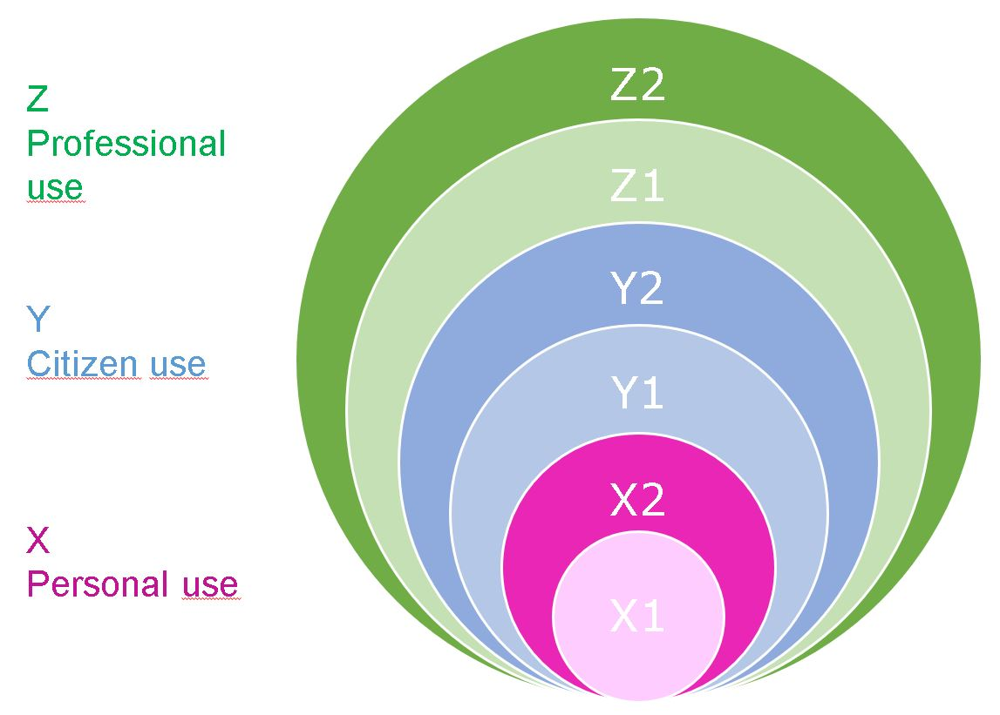 Z
Professional
use
Y
Citizen use
X
Personal use
Z2
Z1
Y2
Y1
X2
X1